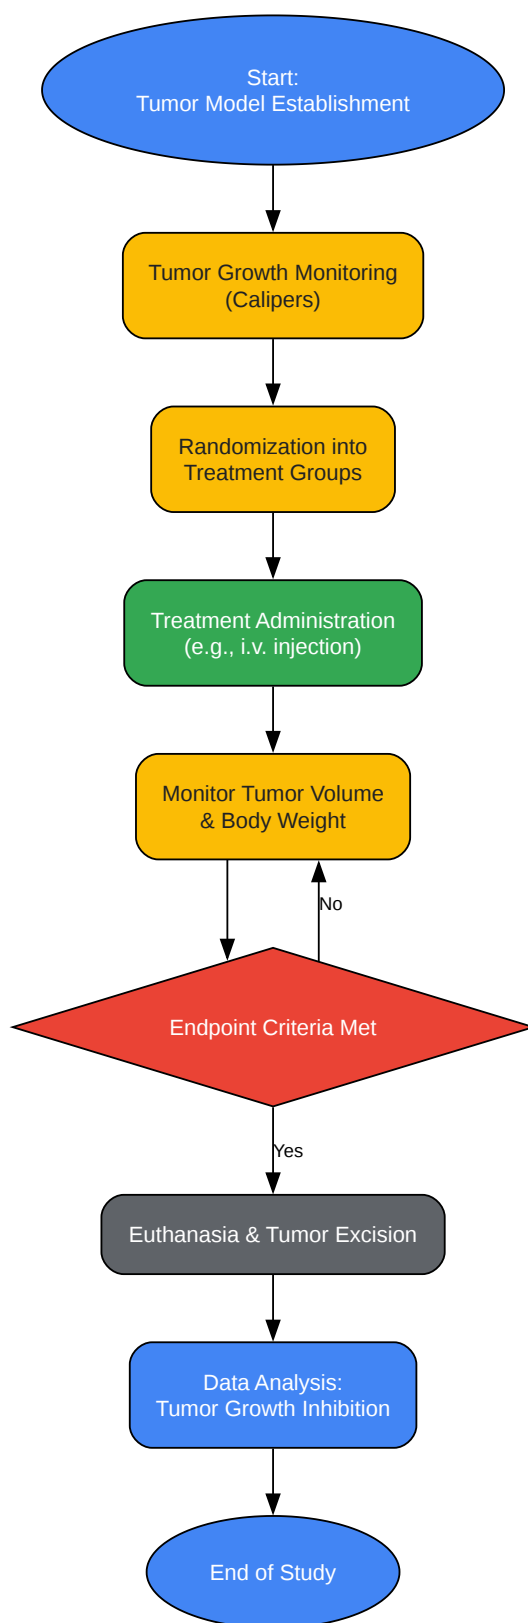 Start:
Tumor Model Establishment
Tumor Growth Monitoring
(Calipers)
Randomization into
Treatment Groups
Treatment Administration
(e.g., i.v. injection)
Monitor Tumor Volume
& Body Weight
No
Endpoint Criteria Met
Yes
Euthanasia & Tumor Excision
Data Analysis:
Tumor Growth Inhibition
End of Study